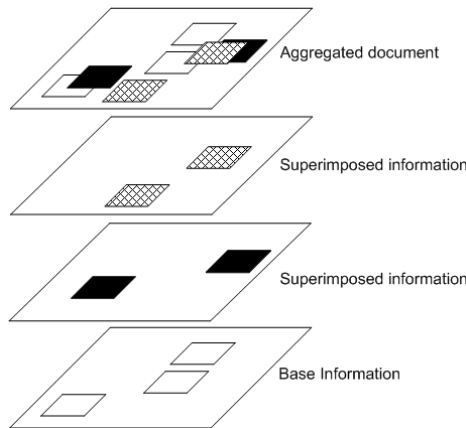 Aggregated document
Superimposed information
Superimposed information
Base Information